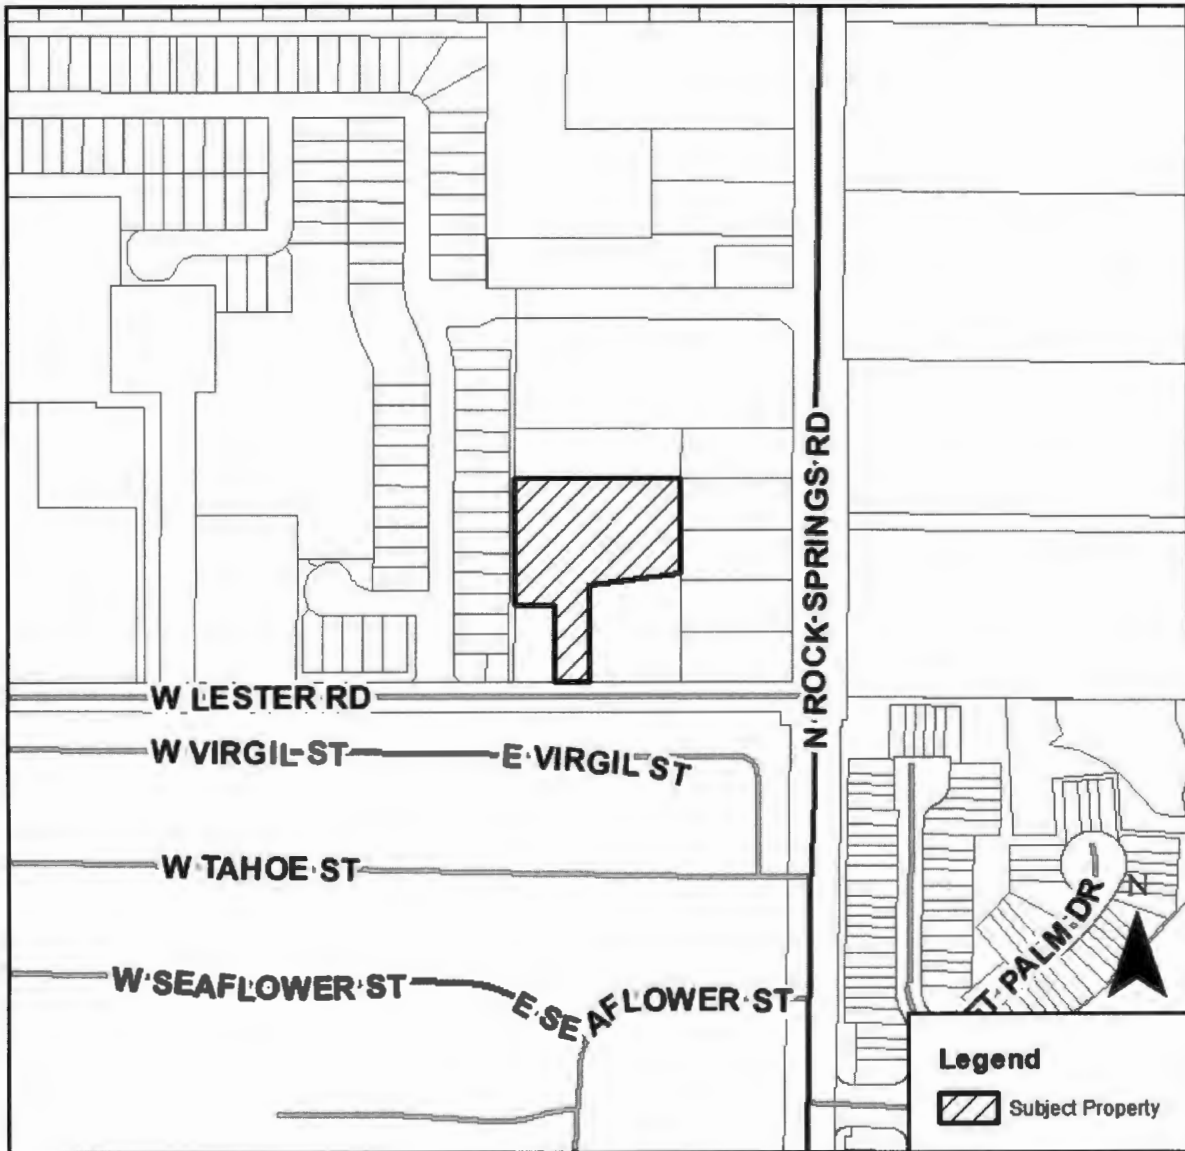 N ROCK SPRINGS RD
W LESTER RD
W VIRGIL ST
E VIRGIL ST
W TAHOE ST
N
PALM DR
W SEAFLOWER ST
E SEAFLOWER ST
Legend
Subject Property